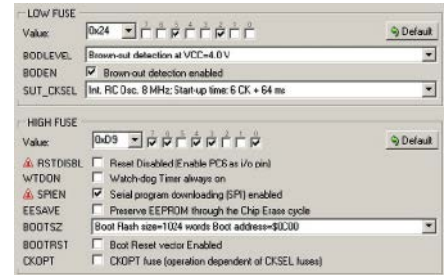 LOW FUSE
Value: 0x24 7 6 5 4 3 2 1 0 Default
BODLEVEL Brown-out detection at VCC=4.0 V
BODEN Brown-out detection enabled
SUT_CKSEL Int. RC Osc. 8 MHz; Start-up time: 6 CK + 64 ms
HIGH FUSE
Value: 0xD9 7 6 5 4 3 2 1 0 Default
RSTDISBL Reset Disabled (Enable PC6 as i/o pin)
WTDON Watch-dog Timer always on
SPIEN Serial program downloading (SPI) enabled
EESAVE Preserve EEPROM through the Chip Erase cycle
BOOTSZ Boot Flash size=1024 words Boot address=$0C00
BOOTRST Boot Reset vector Enabled
CKOPT CKOPT fuse (operation dependent of CKSEL fuses)